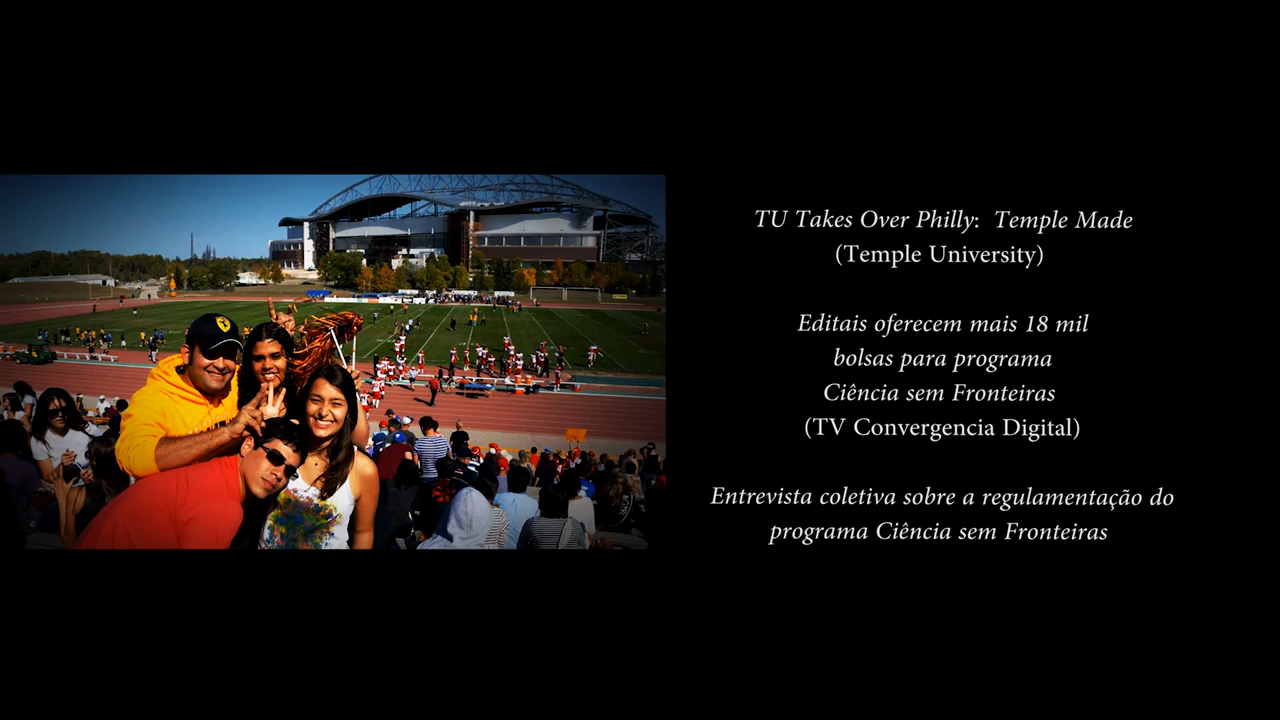 TU Takes Over Philly:  Temple Made
(Temple University)
Editais oferecem mais 18 mil
bolsas para programa
Ciência sem Fronteiras
(TV Convergencia Digital)
Entrevista coletiva sobre a regulamentação do
programa Ciência sem Fronteiras